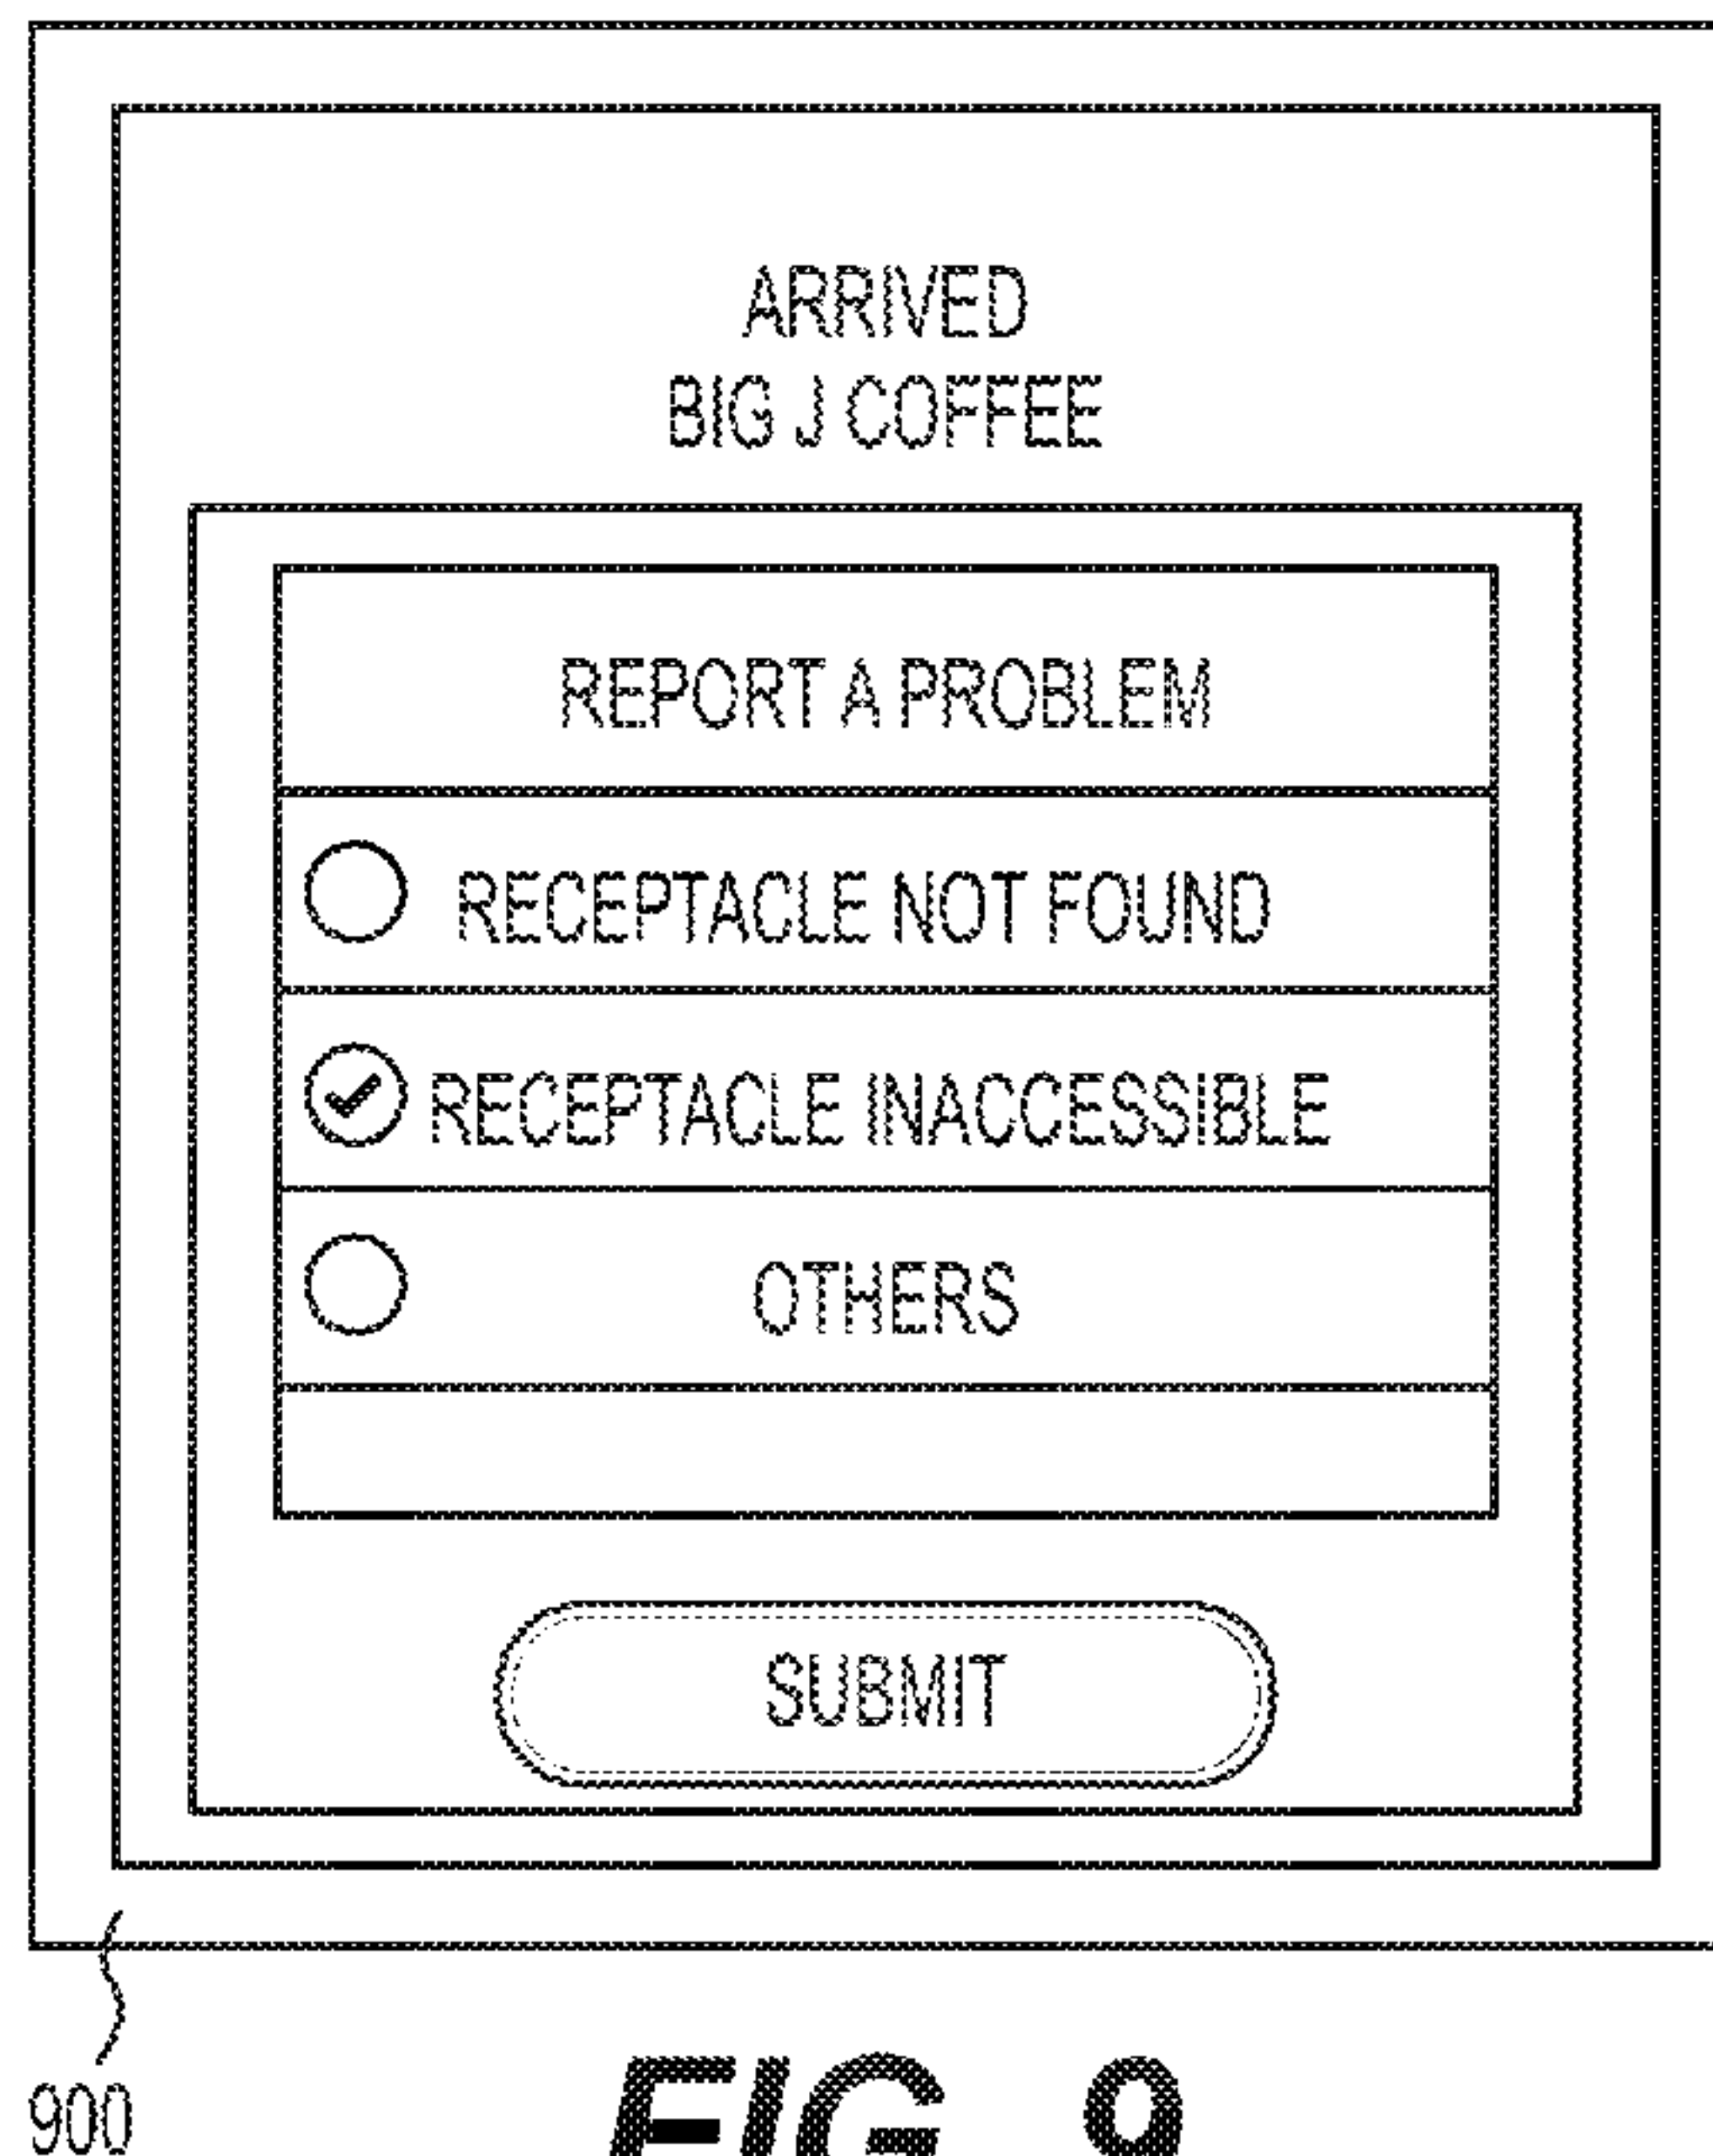 ARRIVED
BIG J COFFEE
REPORT A PROBLEM
RECEPTACLE NOT FOUND
RECEPTACLE INACCESSIBLE
OTHERS
SUBMIT
900
FIG. 9